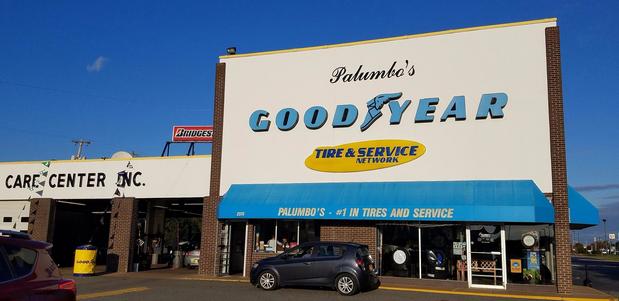 Palumbo's
GOODYEAR
TIRE & SERVICE
NETWORK
BRIDGES
CARE CENTER INC.
PALUMBO'S - #1 IN TIRES AND SERVICE